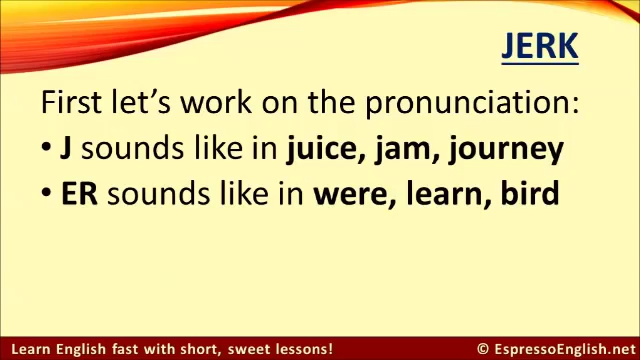 JERK
First let’s work on the pronunciation:
• J sounds like in juice, jam, journey
• ER sounds like in were, learn, bird
Learn English fast with short, sweet lessons!
© EspressoEnglish.net